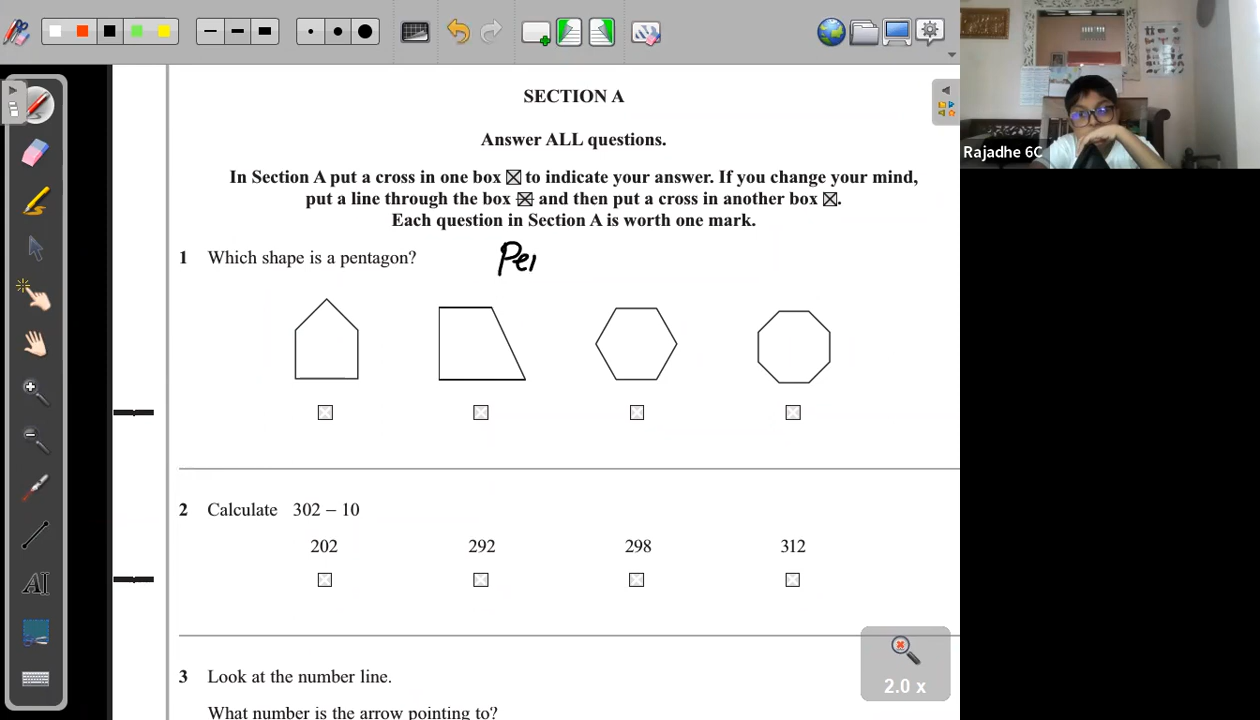 SECTION A
Answer ALL questions.
In Section A put a cross in one box ☒ to indicate your answer. If you change your mind,
put a line through the box and then put a cross in another box ☒.
Each question in Section A is worth one mark.
1 Which shape is a pentagon? Pen
2 Calculate 302 – 10
202 292 298 312
3 Look at the number line.
What number is the arrow pointing to?
2.0 x
AI
Rajadhe 6C